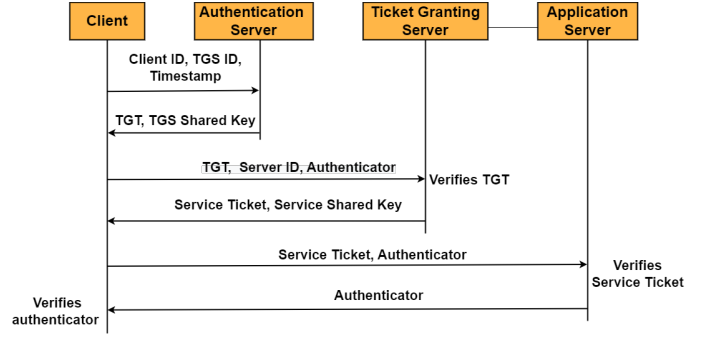 Client
Authentication
Server
Ticket Granting
Server
Application
Server
Client ID, TGS ID,
Timestamp
TGT, TGS Shared Key
TGT, Server ID, Authenticator
Verifies TGT
Service Ticket, Service Shared Key
Service Ticket, Authenticator
Verifies
Service Ticket
Authenticator
Verifies
authenticator